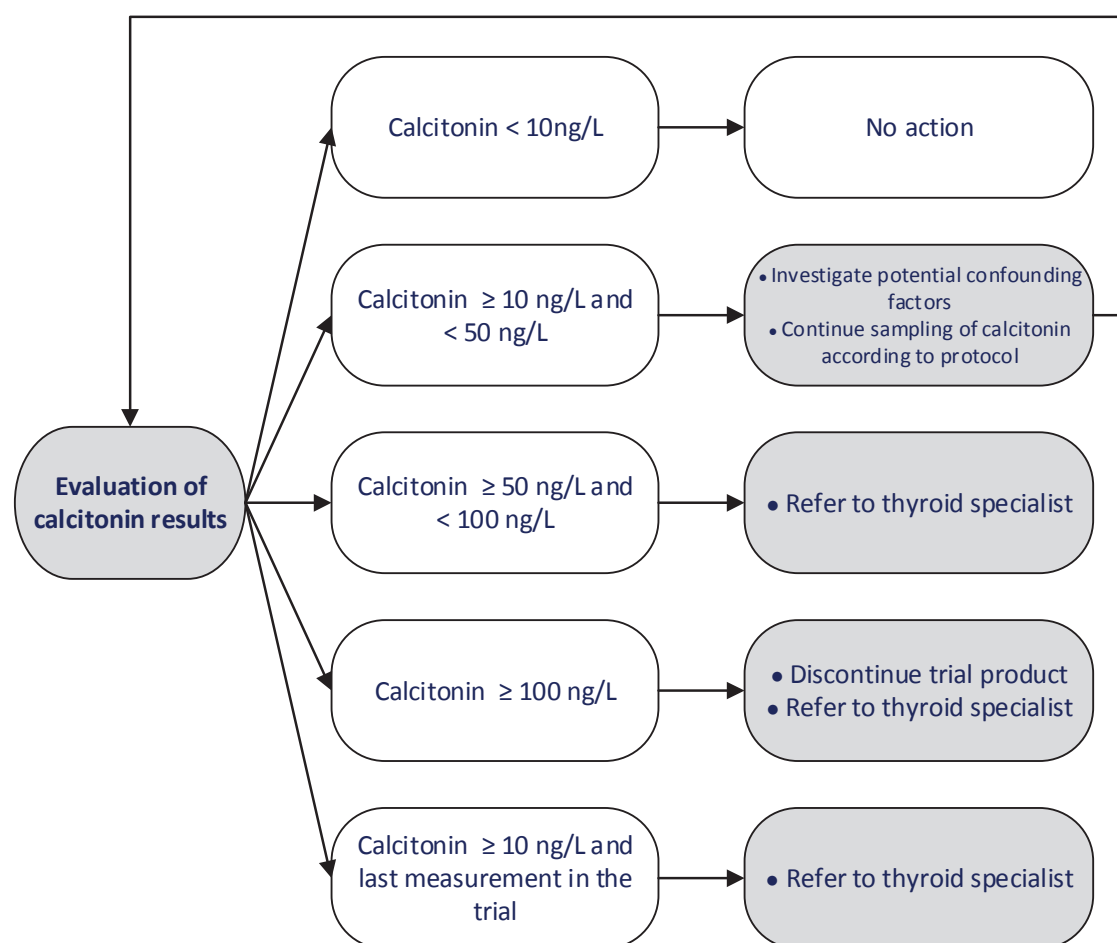 Calcitonin < 10ng/L
No action
Calcitonin ≥ 10 ng/L and
< 50 ng/L
• Investigate potential confounding
factors
• Continue sampling of calcitonin
according to protocol
Evaluation of
calcitonin results
Calcitonin ≥ 50 ng/L and
< 100 ng/L
• Refer to thyroid specialist
Calcitonin ≥ 100 ng/L
• Discontinue trial product
• Refer to thyroid specialist
Calcitonin ≥ 10 ng/L and
last measurement in the
trial
• Refer to thyroid specialist